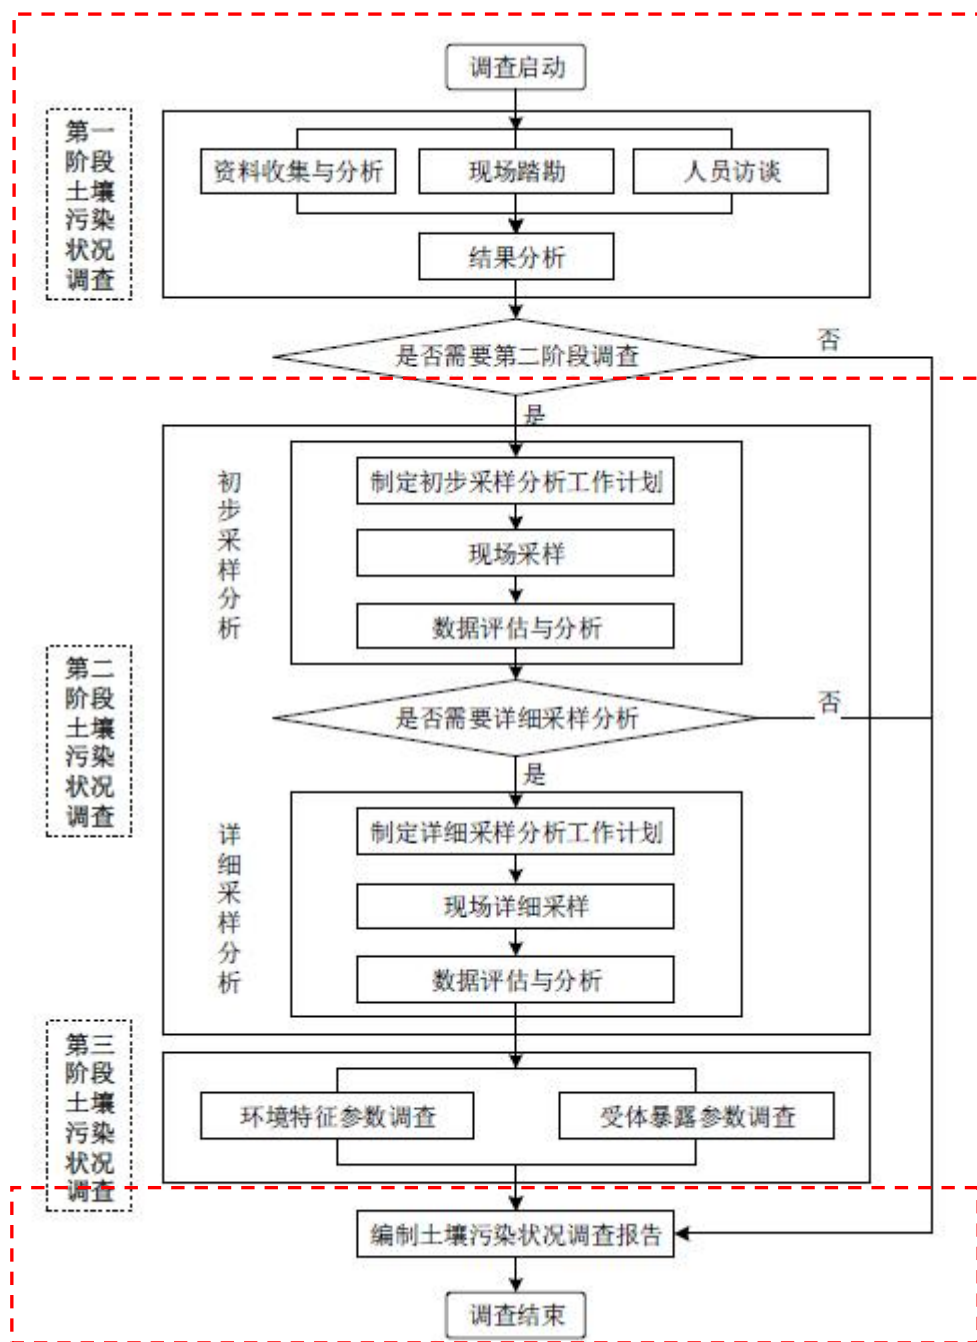 调查启动
第一
阶段
土壤
污染
状况
调查
资料收集与分析
现场踏勘
人员访谈
结果分析
是否需要第二阶段调查
否
是
初
步
采
样
分
析
制定初步采样分析工作计划
现场采样
数据评估与分析
第二
阶段
土壤
污染
状况
调查
是否需要详细采样分析
否
是
详
细
采
样
分
析
制定详细采样分析工作计划
现场详细采样
数据评估与分析
第三
阶段
土壤
污染
状况
调查
环境特征参数调查
受体暴露参数调查
编制土壤污染状况调查报告
调查结束